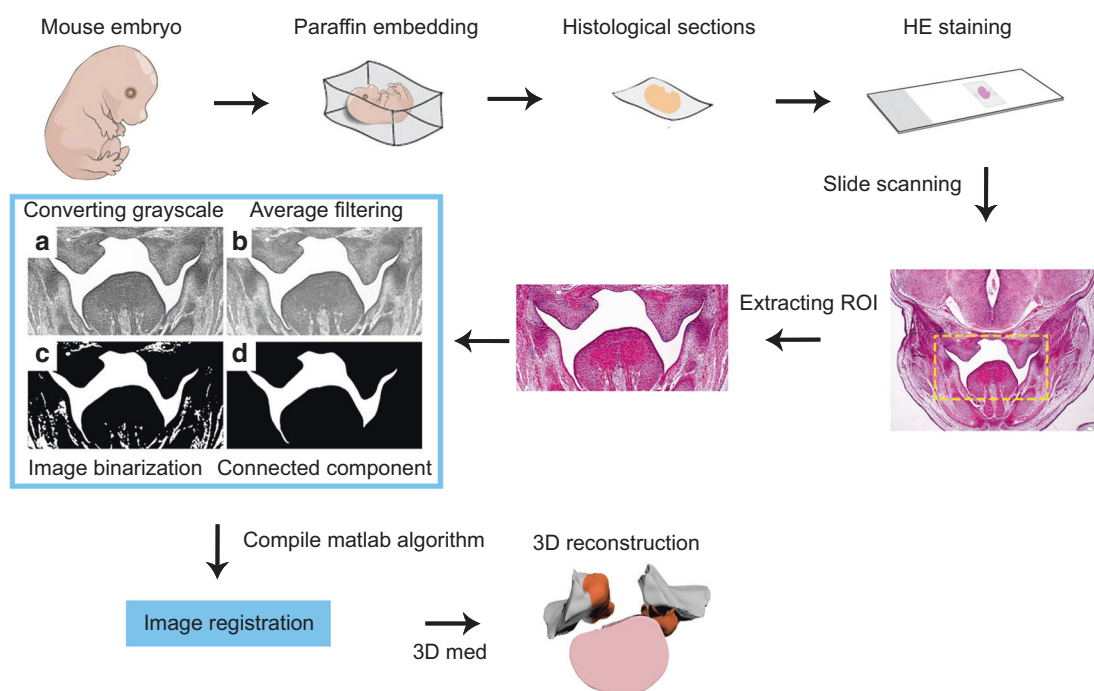 Mouse embryo
Paraffin embedding
Histological sections
HE staining
Slide scanning
Extracting ROI
Converting grayscale
Average filtering
a
b
c
d
Image binarization
Connected component
Compile matlab algorithm
Image registration
3D med
3D reconstruction